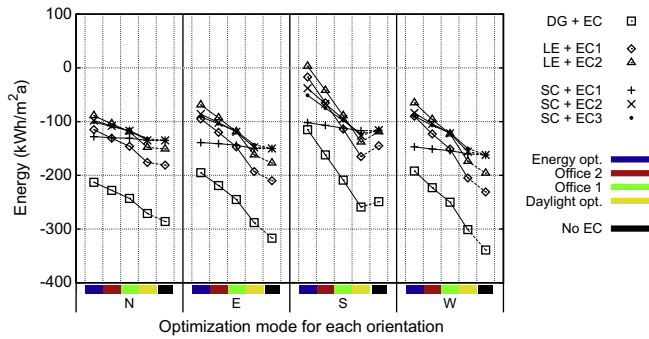 100
0
-100
-200
-300
-400
Energy (kWh/m²a)
N
E
S
W
Optimization mode for each orientation
DG + EC
LE + EC1
LE + EC2
SC + EC1
SC + EC2
SC + EC3
Energy opt.
Office 2
Office 1
Daylight opt.
No EC